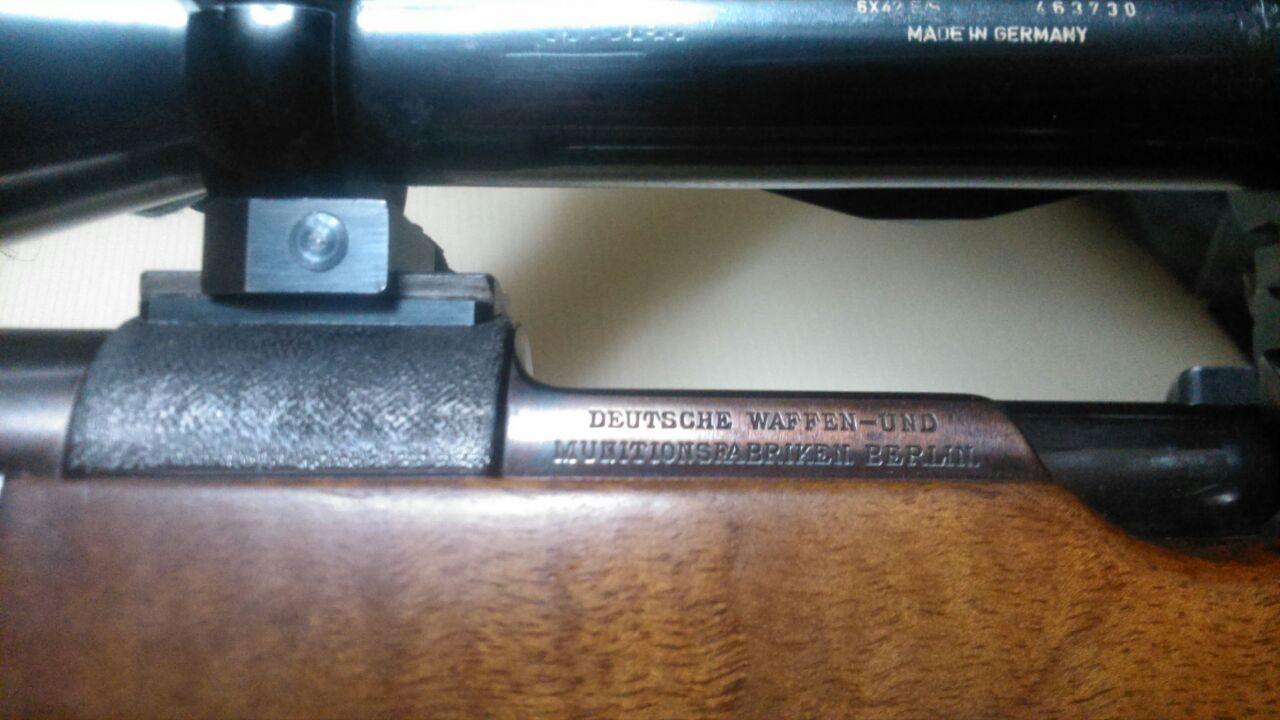 6X42 463730
MADE IN GERMANY
DEUTSCHE WAFFEN-UND
MUNITIONSFABRIKEN BERLIN.